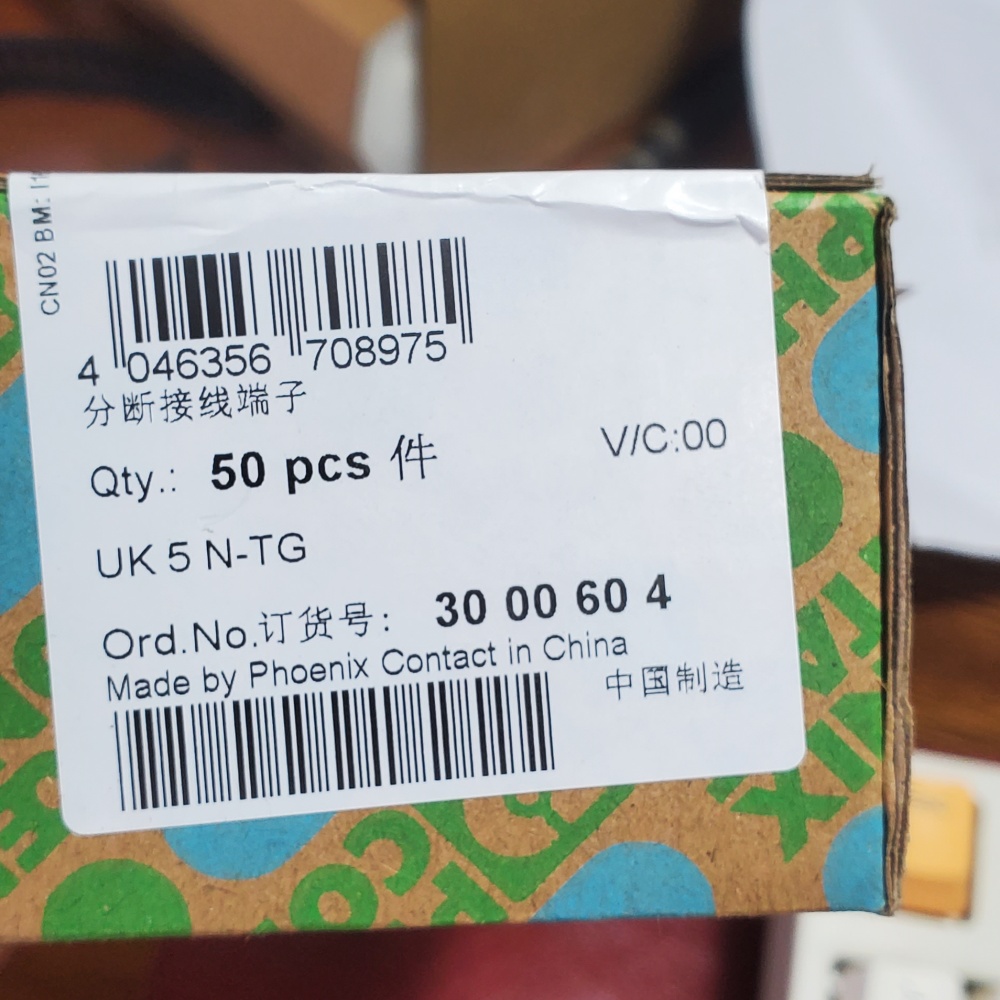 CN02 BM:
4 046356 708975
分断接线端子
Qty.: 50 pcs 件
V/C:00
UK 5 N-TG
Ord.No.订货号: 30 00 60 4
Made by Phoenix Contact in China
中国制造